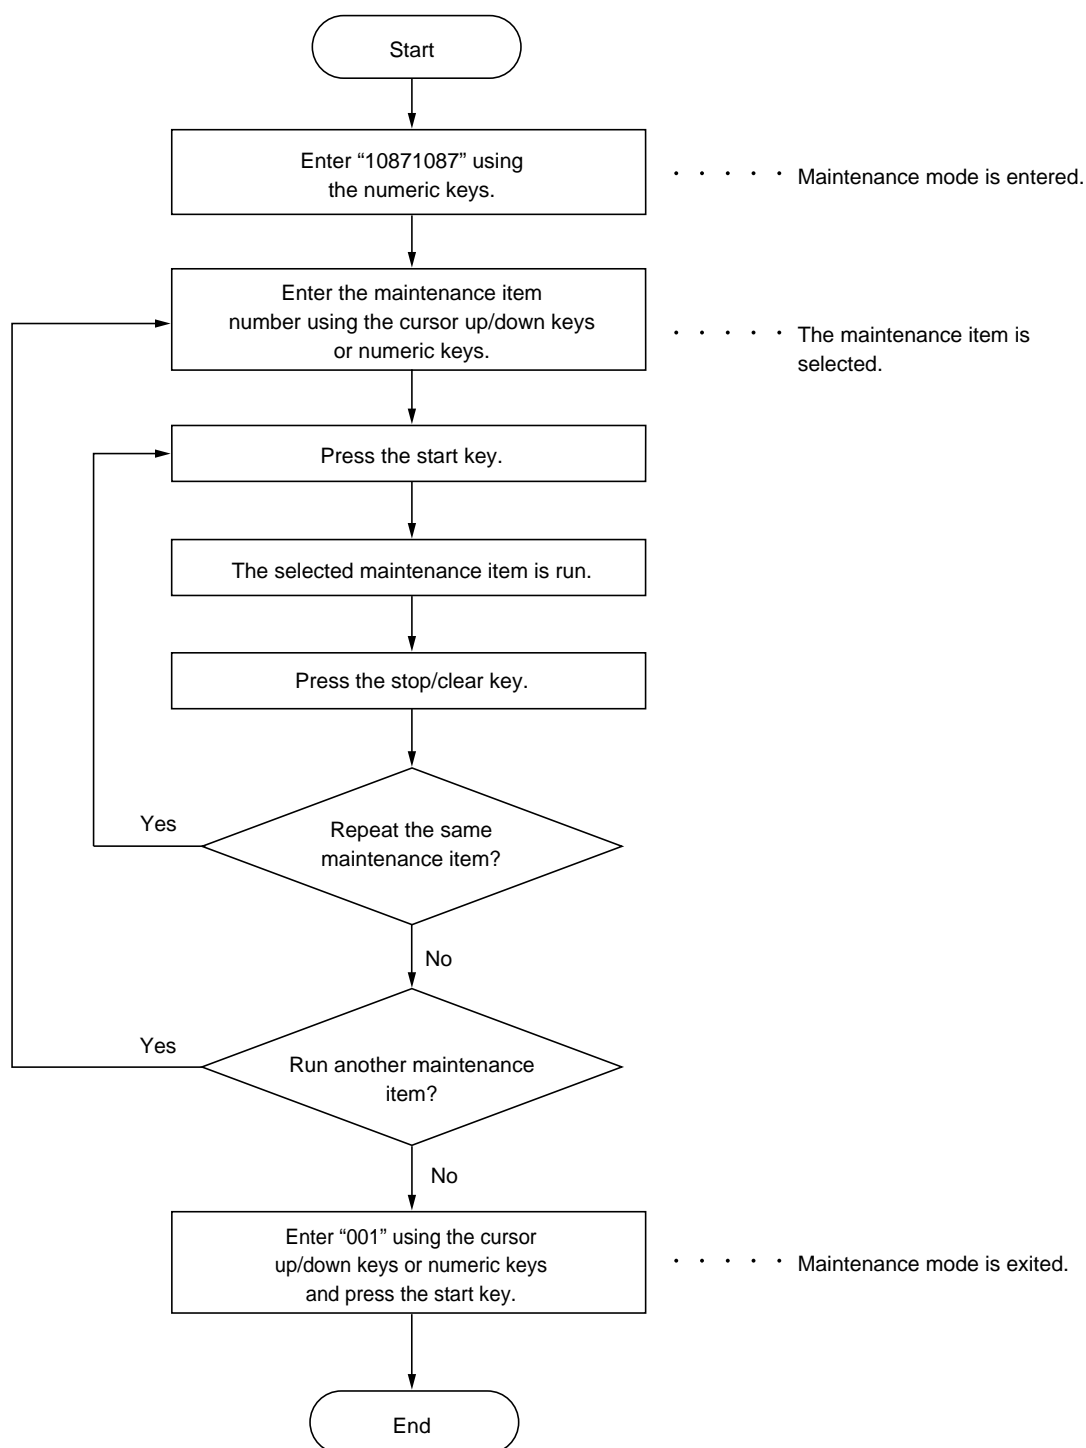 Start
Enter “10871087” using
the numeric keys.
· · · · · Maintenance mode is entered.
Enter the maintenance item
number using the cursor up/down keys
or numeric keys.
· · · · · The maintenance item is
selected.
Press the start key.
The selected maintenance item is run.
Press the stop/clear key.
Yes
Repeat the same
maintenance item?
No
Yes
Run another maintenance
item?
No
Enter “001” using the cursor
up/down keys or numeric keys
and press the start key.
· · · · · Maintenance mode is exited.
End